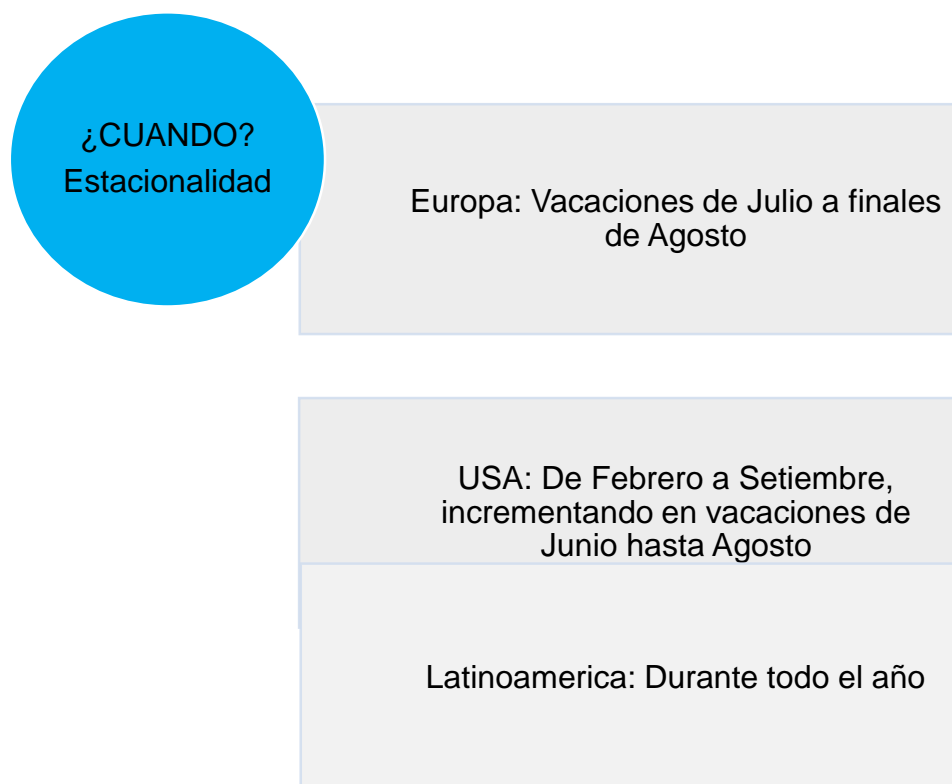 ¿CUANDO?
Estacionalidad
Europa: Vacaciones de Julio a finales
de Agosto
USA: De Febrero a Setiembre,
incrementando en vacaciones de
Junio hasta Agosto
Latinoamerica: Durante todo el año